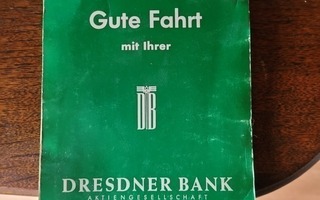 Gute Fahrt
mit Ihrer
DB
DRESDNER BANK
AKTIENGESELLSCHAFT